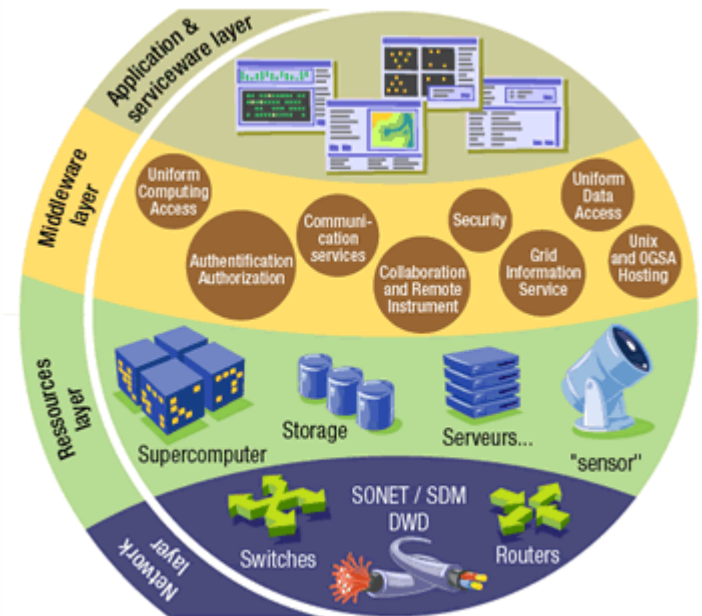 Application &
serviceware layer
Middleware
layer
Uniform
Computing
Access
Authentification
Authorization
Communi-
cation
services
Collaboration
and Remote
Instrument
Security
Grid
Information
Service
Uniform
Data
Access
Unix
and OGSA
Hosting
Ressources
layer
Supercomputer
Storage
Serveurs...
"sensor"
Network
layer
Switches
SONET / SDM
DWD
Routers